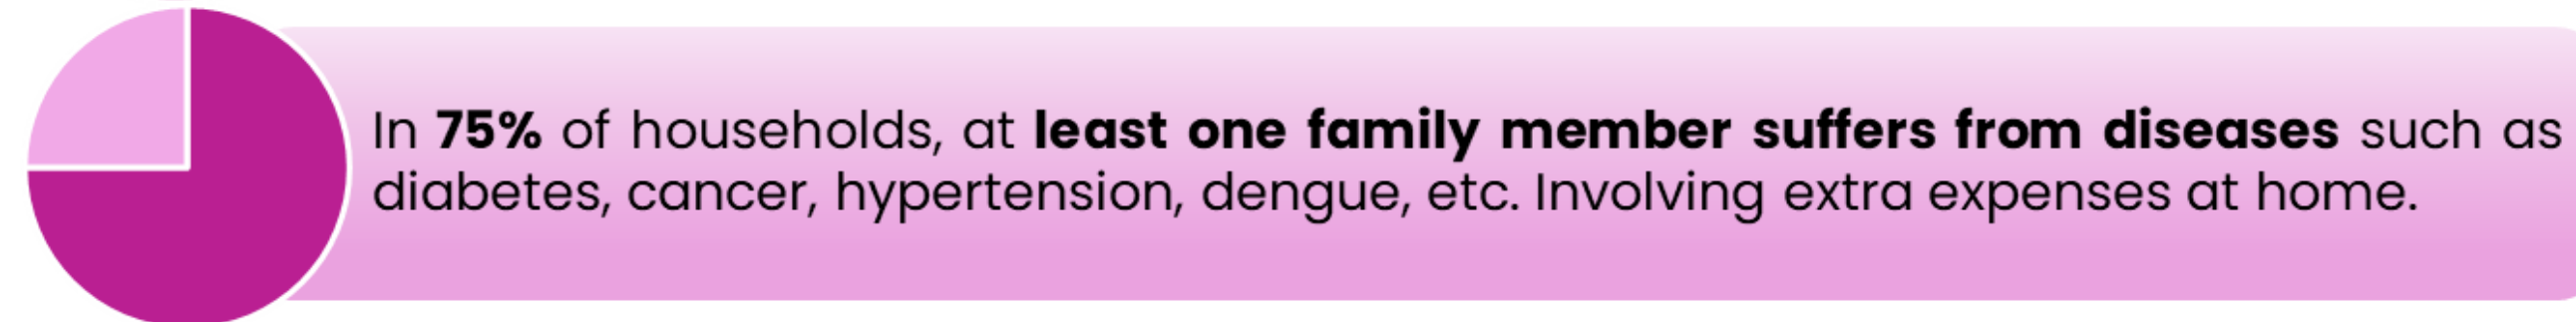 In 75% of households, at least one family member suffers from diseases such as
diabetes, cancer, hypertension, dengue, etc. Involving extra expenses at home.